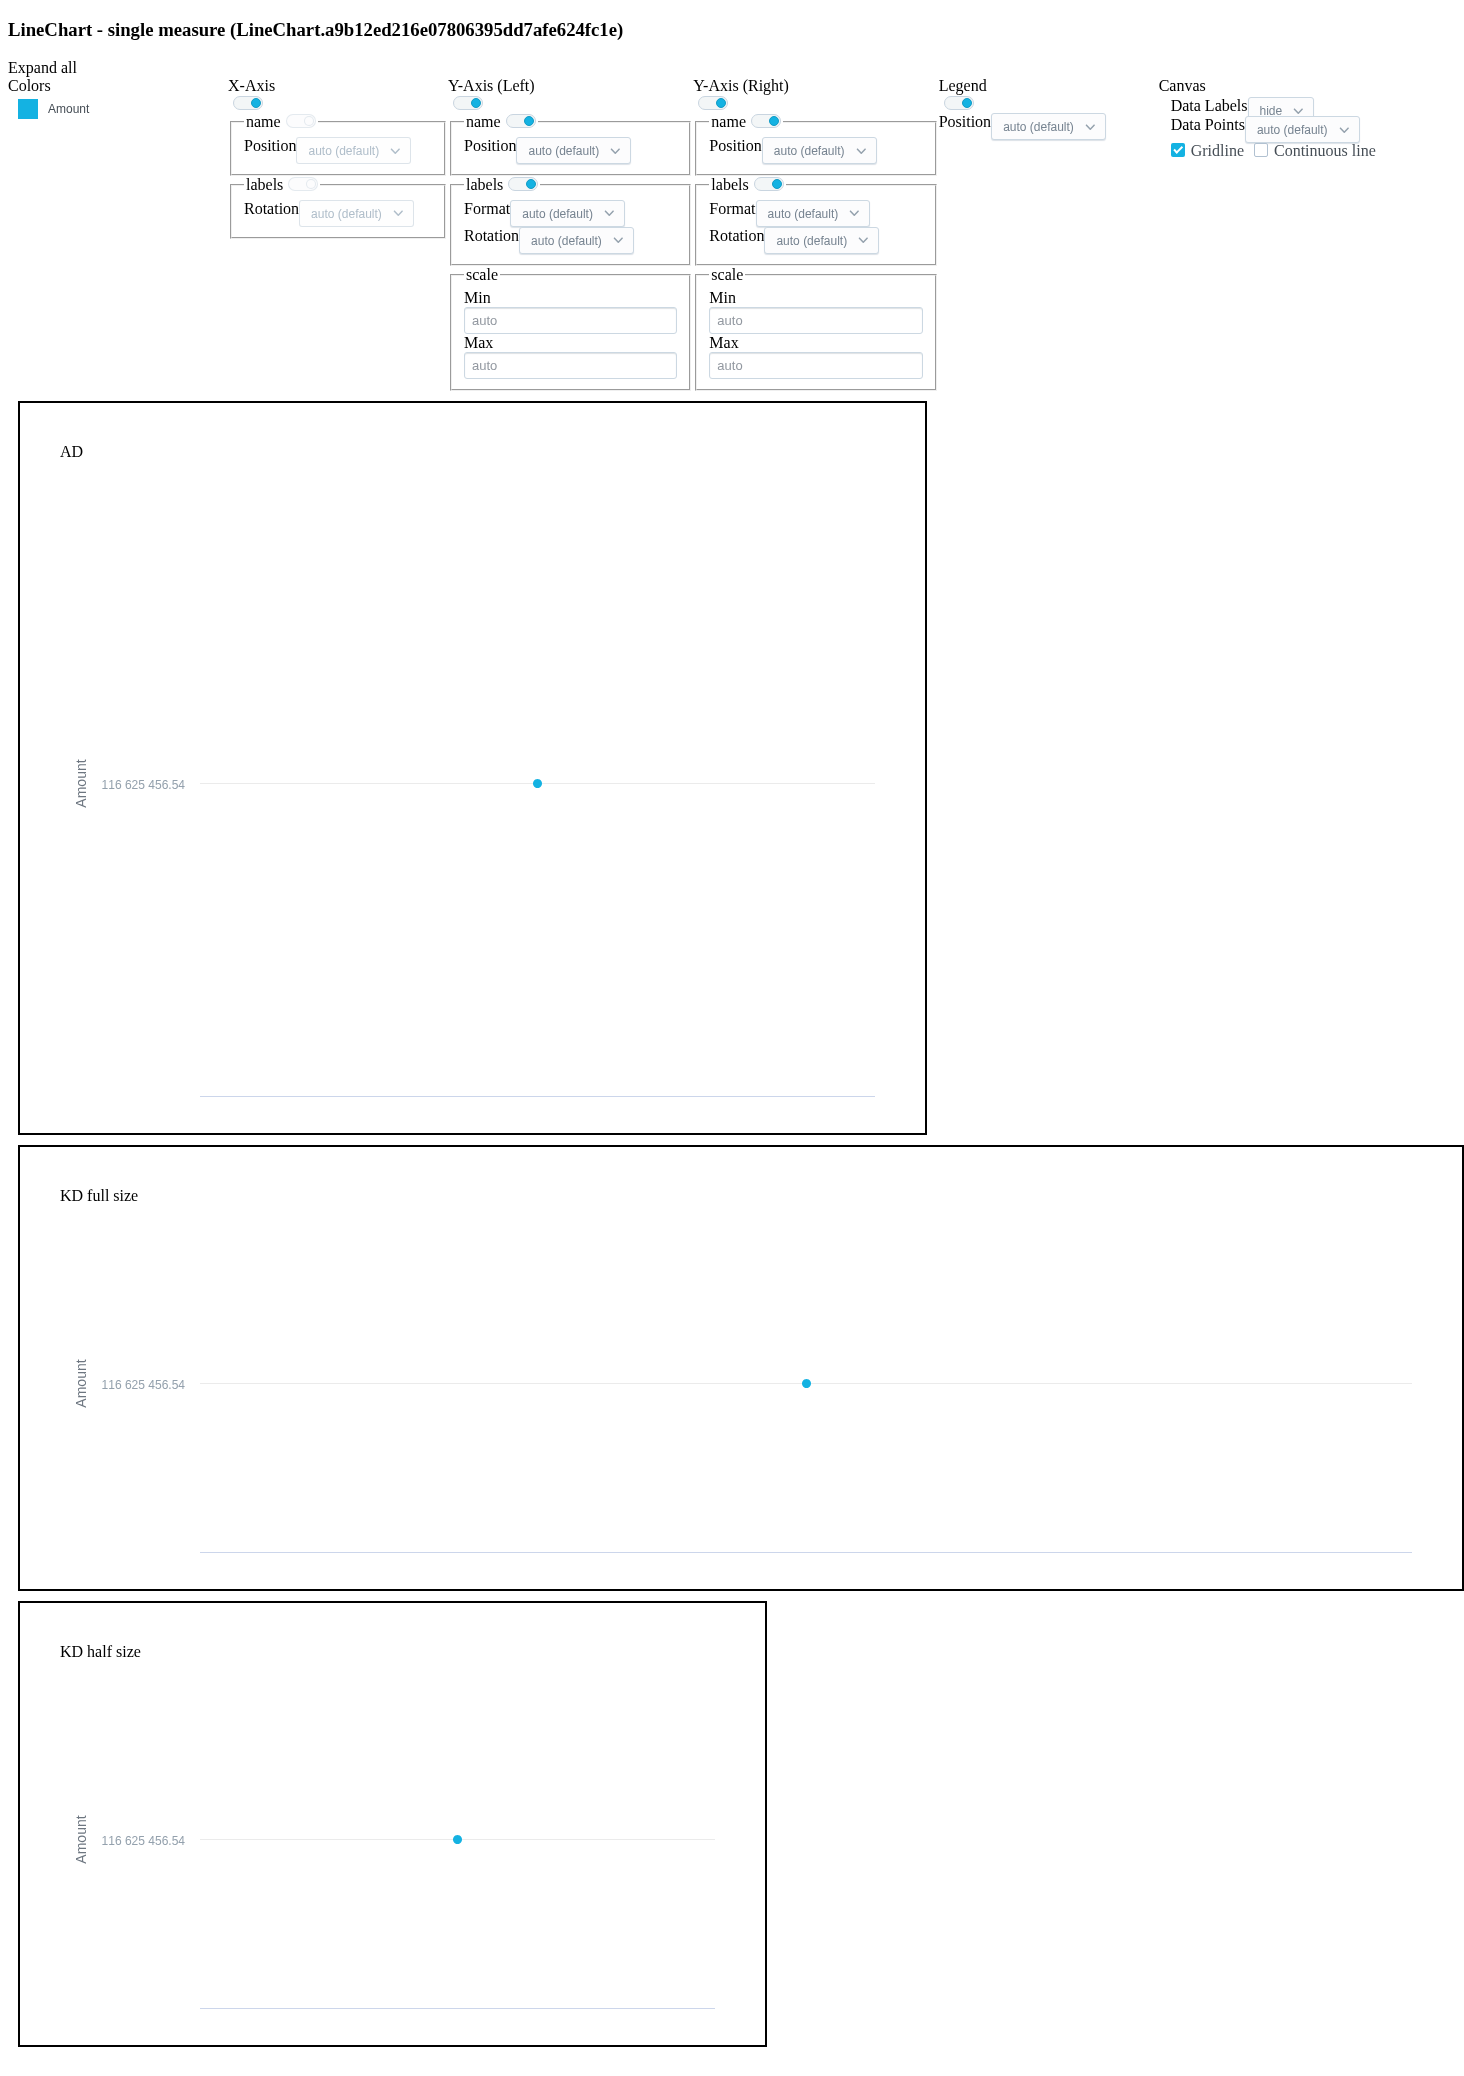 LineChart - single measure (LineChart.a9b12ed216e07806395dd7afe624fc1e)
Expand all
Colors
Amount
X-Axis
name
Position auto (default)
labels
Rotation auto (default)
Y-Axis (Left)
name
Position auto (default)
labels
Format auto (default)
Rotation auto (default)
scale
Min
auto
Max
auto
Y-Axis (Right)
name
Position auto (default)
labels
Format auto (default)
Rotation auto (default)
scale
Min
auto
Max
auto
Legend
Position auto (default)
Canvas
Data Labels hide
Data Points auto (default)
Gridline Continuous line
AD
Amount
116 625 456.54
KD full size
Amount
116 625 456.54
KD half size
Amount
116 625 456.54